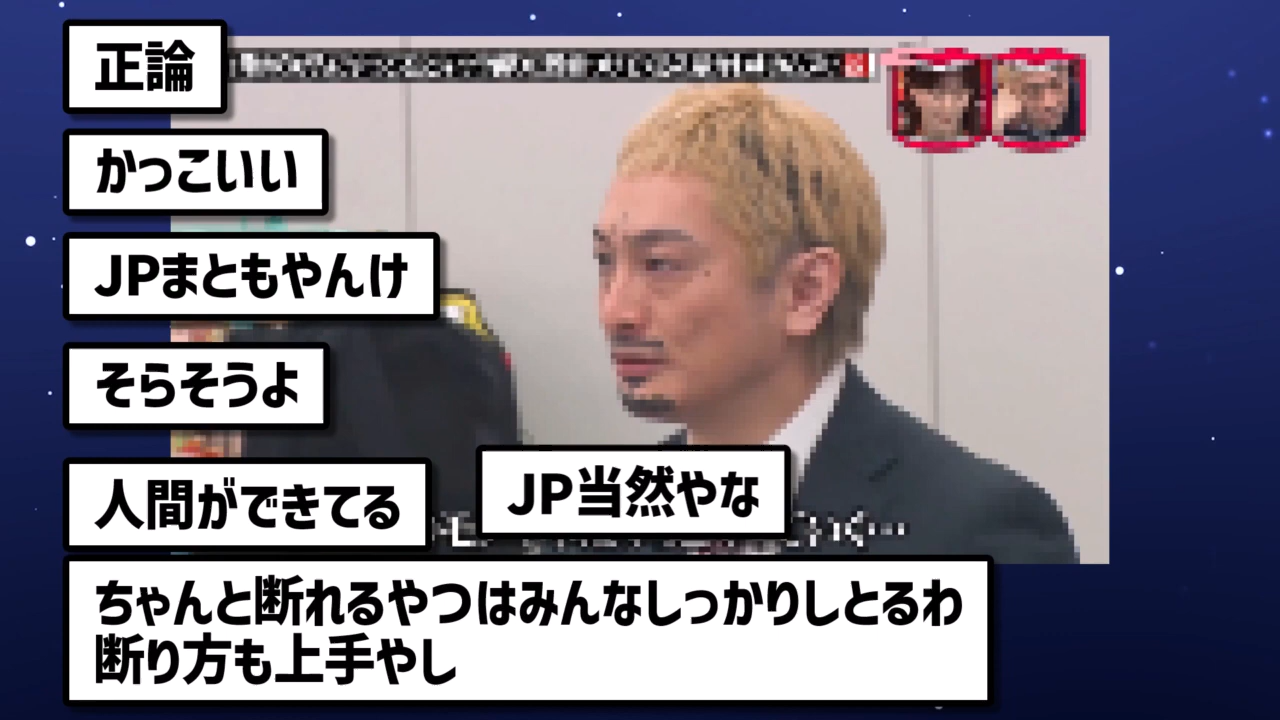 正論
かっこいい
JPまともやんけ
そらそうよ
人間ができてる
JP当然やな
ちゃんと断れるやつはみんなしっかりしとるわ
断り方も上手やし